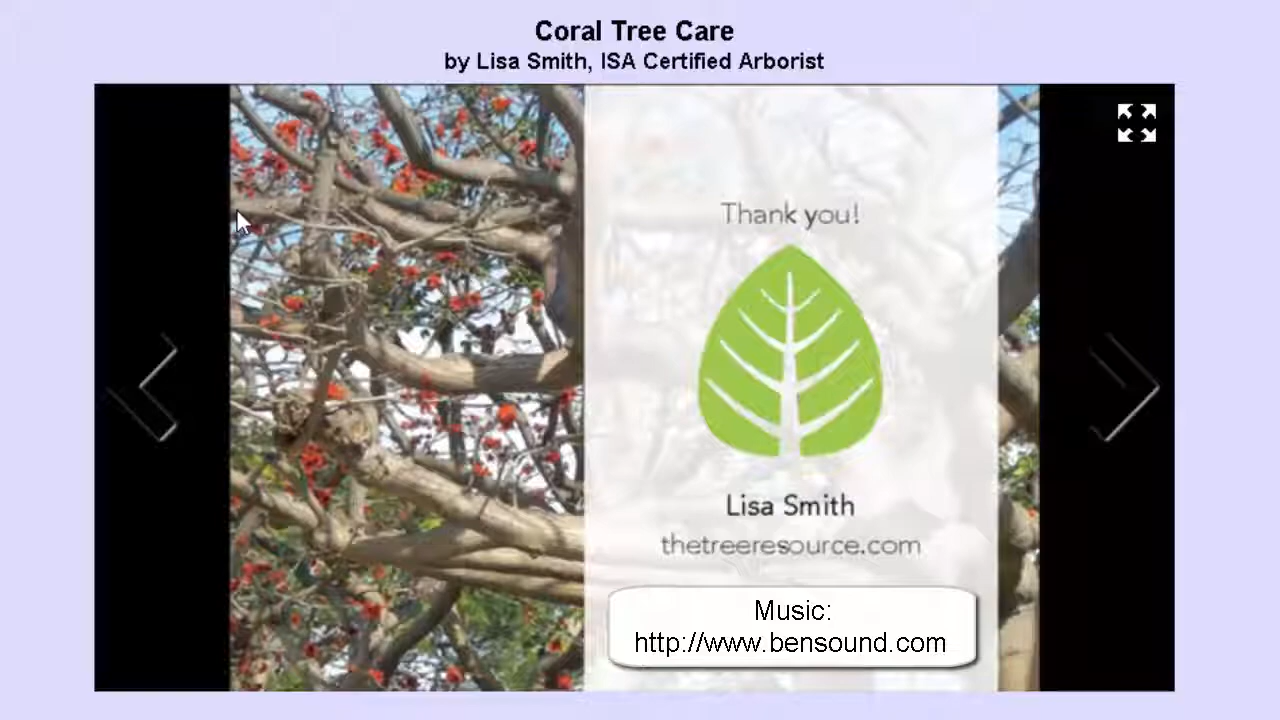 Coral Tree Care
by Lisa Smith, ISA Certified Arborist
Thank you!
Lisa Smith
thetreeresource.com
Music:
http://www.bensound.com